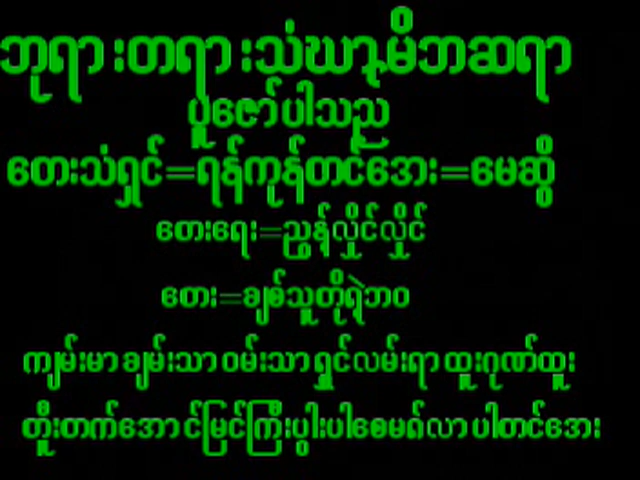 ဘုရား တရား သံဃာ့မိဘဆရာ
ပူဇော်ပါသည်
တေးသံရှင်=ရန်ကုန်တင်အေး=မေဆွိ
တေးရေး=ညွန့်လှိုင်လှိုင်
တေး=ချစ်သူတို့ရဲ့ဘဝ
ကျမ်းမာ ချမ်းသာ ဝမ်းသာ ရွှင်လမ်းရာ ထူးဂုဏ်ထူး
တိုးတက်အောင်မြင်ကြီးပွါးပါစေမင်္ဂလာ ပါတင်အေး